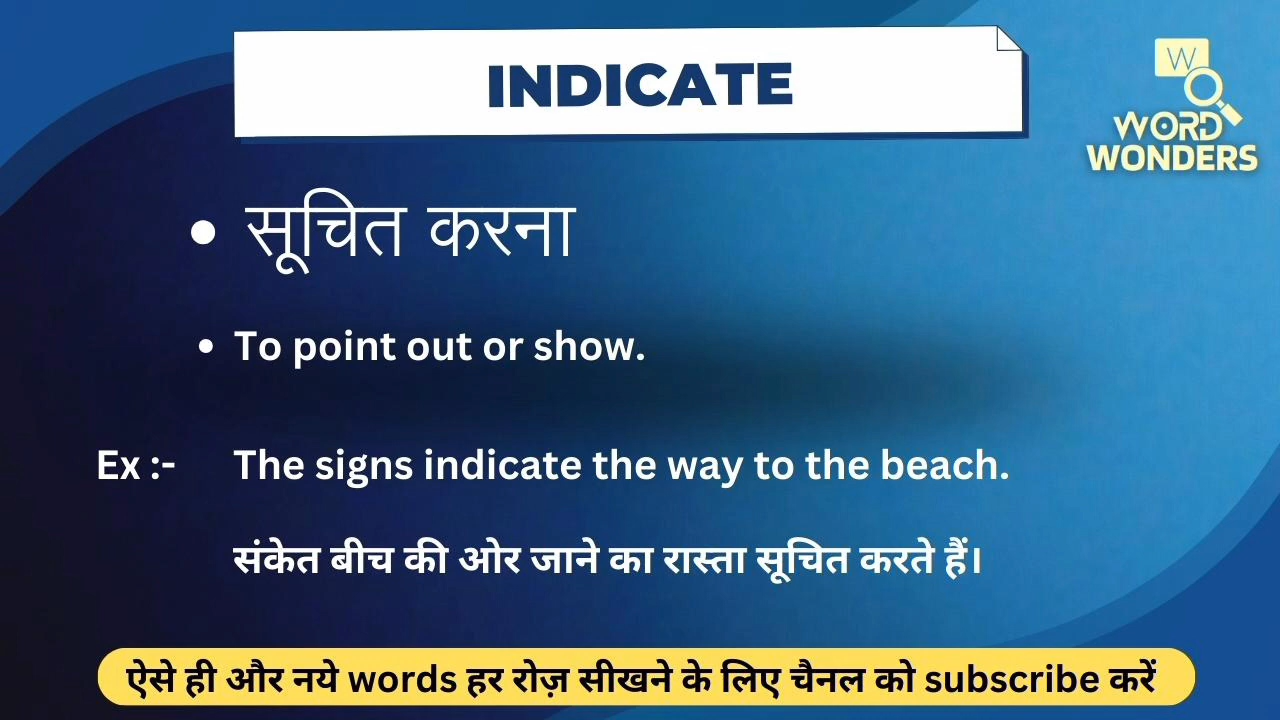 INDICATE
W
WORD
WONDERS
सूचित करना
To point out or show.
Ex :- The signs indicate the way to the beach.
संकेत बीच की ओर जाने का रास्ता सूचित करते हैं।
ऐसे ही और नये words हर रोज़ सीखने के लिए चैनल को subscribe करें